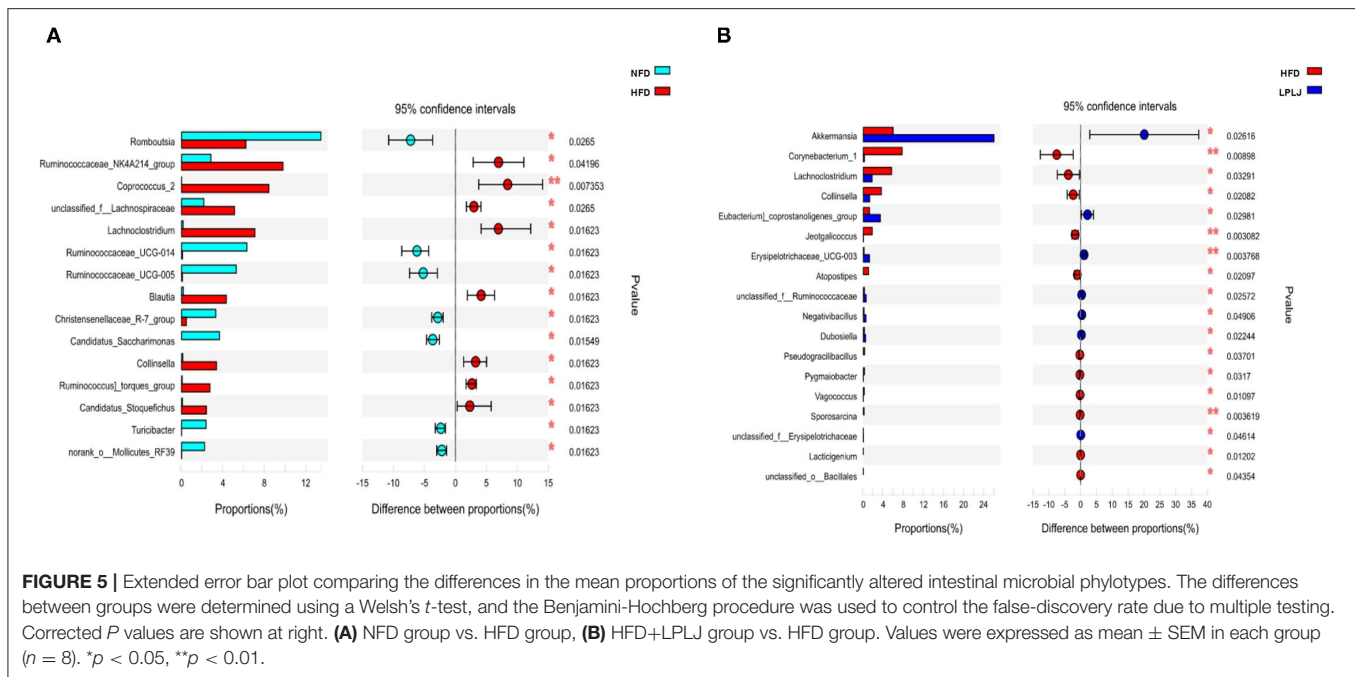 A
NFD
HFD
95% confidence intervals
Romboutsia
0.0265
Ruminococcaceae_NK4A214_group
0.04196
Coprococcus_2
0.007353
unclassified_f__Lachnospiraceae
0.0265
Lachnoclostridium
0.01623
Ruminococcaceae_UCG-014
0.01623
Ruminococcaceae_UCG-005
0.01623
Blautia
0.01623
Christensenellaceae_R-7_group
0.01623
Candidatus_Saccharimonas
0.01549
Collinsella
0.01623
Ruminococcus]_torques_group
0.01623
Candidatus_Stoquefichus
0.01623
Turicibacter
0.01623
norank_o__Mollicutes_RF39
0.01623
Pvalue
0 4 8 12
-15 -10 -5 0 5 10 15
Proportions(%)
Difference between proportions(%)
B
HFD
LPLJ
95% confidence intervals
Akkermansia
0.02616
Corynebacterium_1
0.00898
Lachnoclostridium
0.03291
Collinsella
0.02082
Eubacterium]_coprostanoligenes_group
0.02981
Jeotgalicoccus
0.003082
Erysipelotrichaceae_UCG-003
0.003768
Atopostipes
0.02097
unclassified_f__Ruminococcaceae
0.02572
Negativibacillus
0.04906
Dubosiella
0.02244
Pseudogracilibacillus
0.03701
Pygmaiobacter
0.0317
Vagococcus
0.01097
Sporosarcina
0.003619
unclassified_f__Erysipelotrichaceae
0.04614
Lacticigenium
0.01202
unclassified_o__Bacillales
0.04354
Pvalue
0 4 8 12 16 20 24
-15 -10 -5 0 5 10 15 20 25 30 35 40
Proportions(%)
Difference between proportions(%)
FIGURE 5 | Extended error bar plot comparing the differences in the mean proportions of the significantly altered intestinal microbial phylotypes. The differences
between groups were determined using a Welsh's t-test, and the Benjamini-Hochberg procedure was used to control the false-discovery rate due to multiple testing.
Corrected P values are shown at right. (A) NFD group vs. HFD group, (B) HFD+LPLJ group vs. HFD group. Values were expressed as mean ± SEM in each group
(n = 8). *p < 0.05, **p < 0.01.